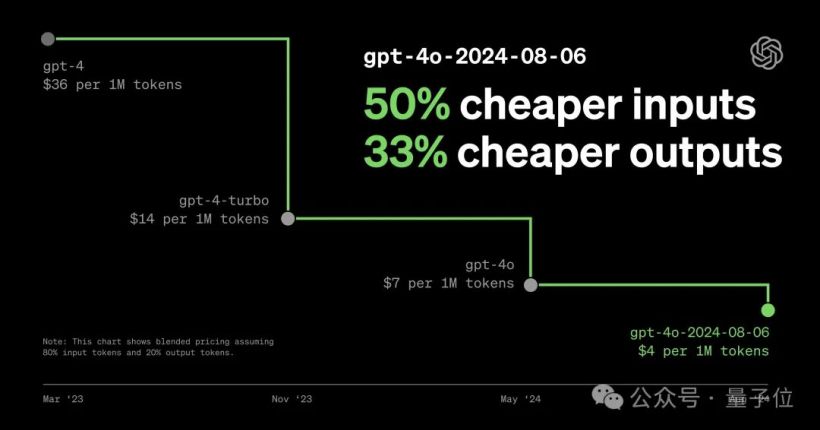 gpt-4
$36 per 1M tokens
gpt-4o-2024-08-06
50% cheaper inputs
33% cheaper outputs
gpt-4-turbo
$14 per 1M tokens
gpt-4o
$7 per 1M tokens
gpt-4o-2024-08-06
$4 per 1M tokens
Note: This chart shows blended pricing assuming
80% input tokens and 20% output tokens.
Mar '23
Nov '23
May '24
公众号·量子位